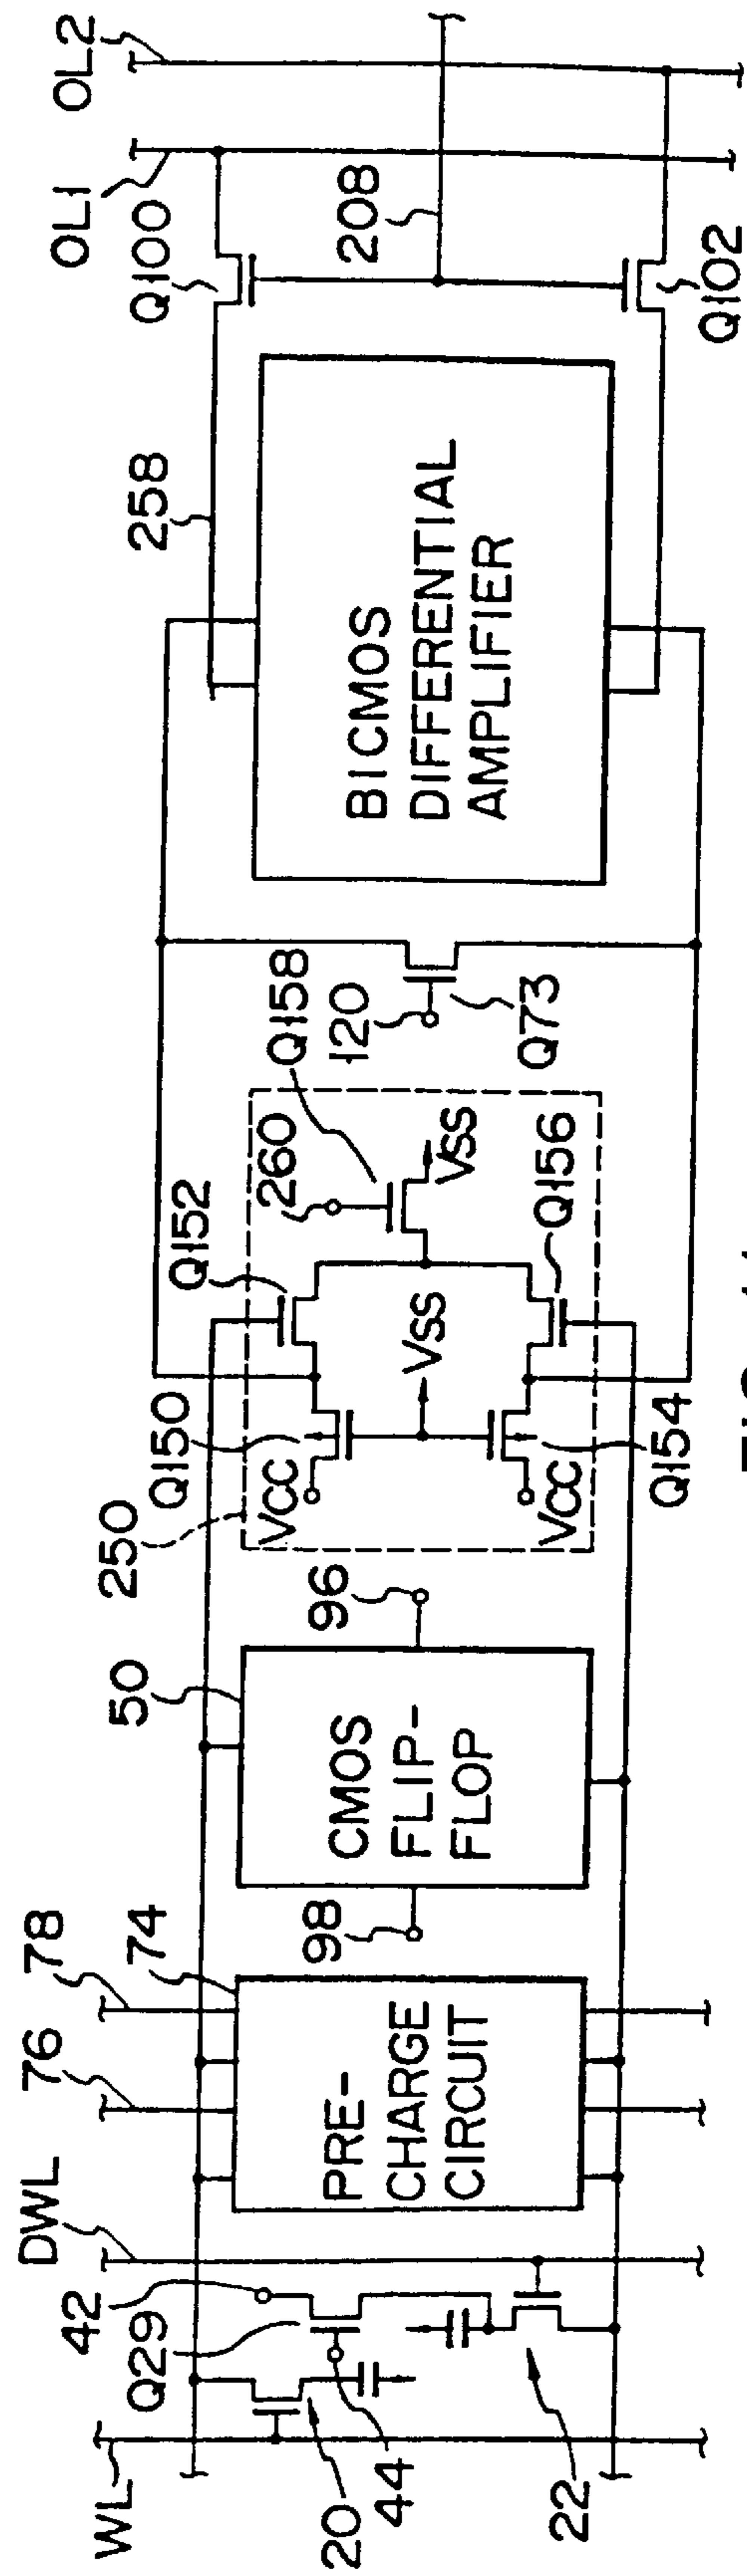 WL
20
44
Q29
42
DWL
22
76
78
74
PRE-
CHARGE
CIRCUIT
98
50
CMOS
FLIP-
FLOP
96
250
Q150
Q152
VCC
260
Q158
VSS
VSS
VCC
Q154
Q156
120
Q73
258
BICMOS
DIFFERENTIAL
AMPLIFIER
Q100
OL1
OL2
208
Q102